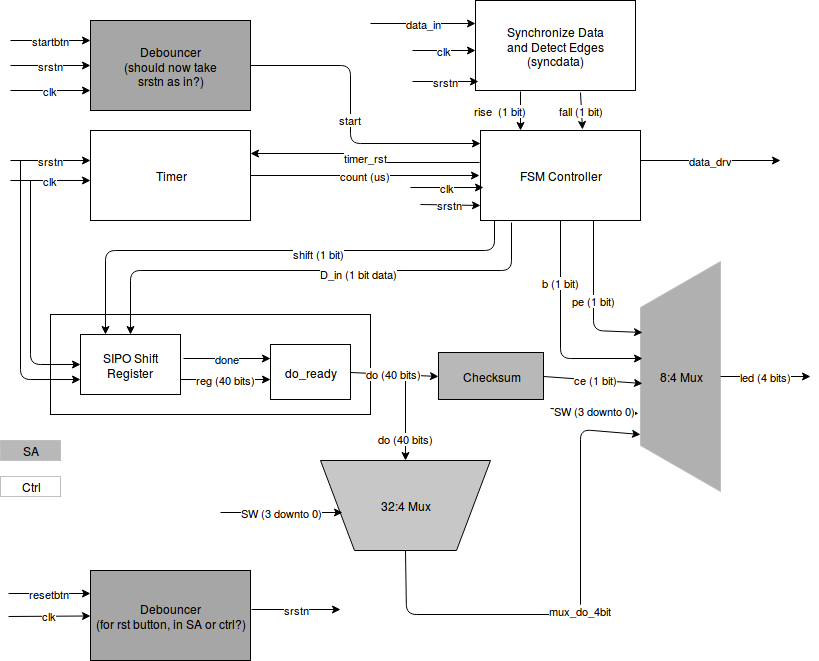 startbtn
srstn
clk
Debouncer
(should now take
srstn as in?)
start
data_in
clk
srstn
Synchronize Data
and Detect Edges
(syncdata)
rise (1 bit)
fall (1 bit)
srstn
clk
Timer
timer_rst
count (us)
clk
srstn
FSM Controller
data_drv
shift (1 bit)
D_in (1 bit data)
b (1 bit)
pe (1 bit)
SIPO Shift
Register
done
reg (40 bits)
do_ready
do (40 bits)
Checksum
ce (1 bit)
SW (3 downto 0)
8:4 Mux
led (4 bits)
do (40 bits)
SA
Ctrl
SW (3 downto 0)
32:4 Mux
mux_do_4bit
resetbtn
clk
Debouncer
(for rst button, in SA or ctrl?)
srstn